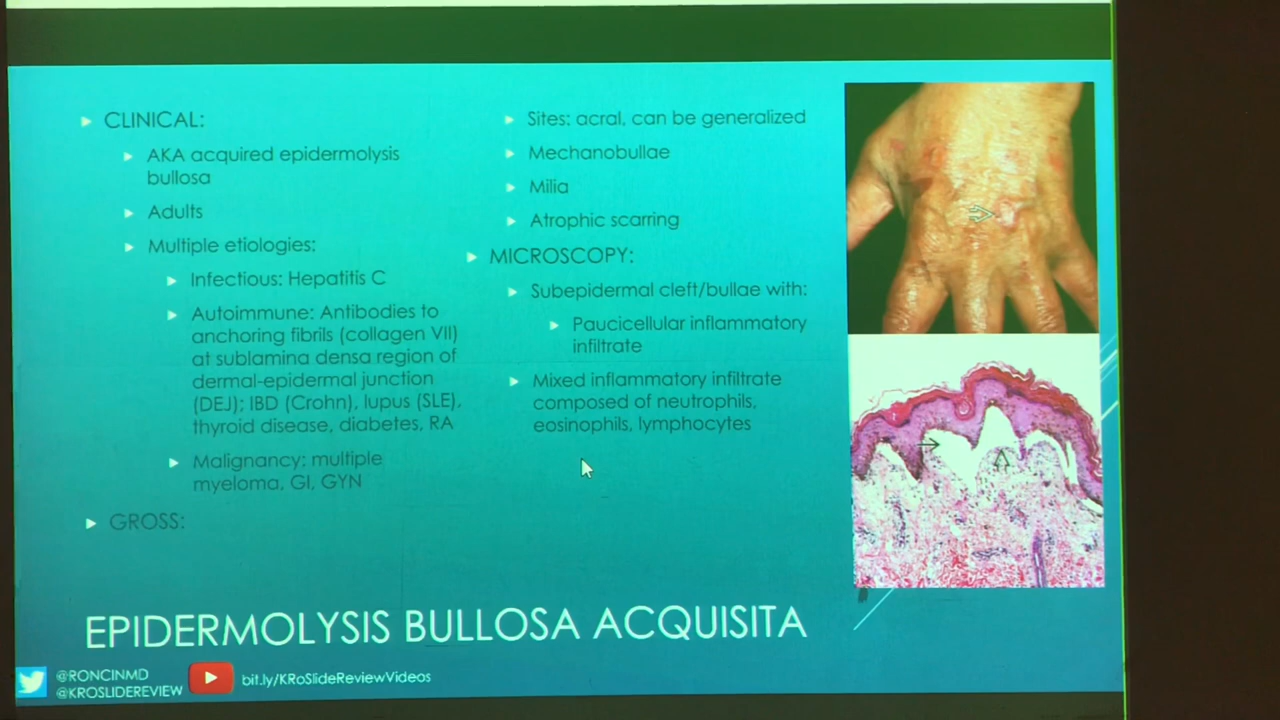 CLINICAL:
AKA acquired epidermolysis
bullosa
Adults
Multiple etiologies:
Infectious: Hepatitis C
Autoimmune: Antibodies to
anchoring fibrils (collagen VII)
at sublamina densa region of
dermal-epidermal junction
(DEJ); IBD (Crohn), lupus (SLE),
thyroid disease, diabetes, RA
Malignancy: multiple
myeloma, GI, GYN
GROSS:
Sites: acral, can be generalized
Mechanobullae
Milia
Atrophic scarring
MICROSCOPY:
Subepidermal cleft/bullae with:
Paucicellular inflammatory
infiltrate
Mixed inflammatory infiltrate
composed of neutrophils,
eosinophils, lymphocytes
EPIDERMOLYSIS BULLOSA ACQUISITA
@RONCINMD
@KROSLIDEREVIEW
bit.ly/KRoSlideReviewVideos